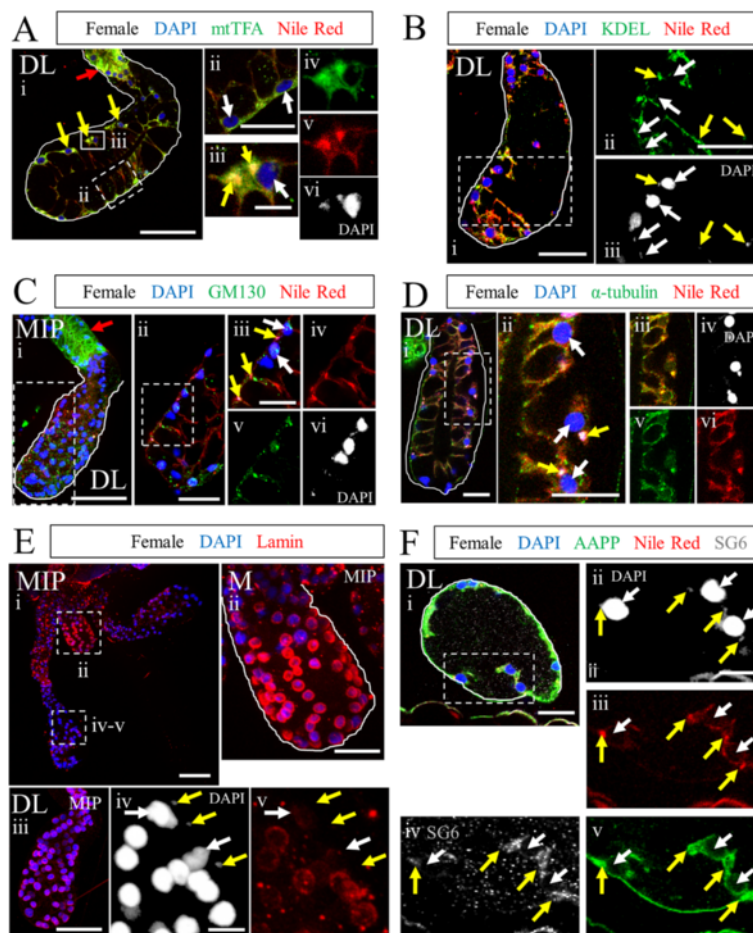 A Female DAPI mtTFA Nile Red
DL
i
ii
iii
ii
iii
iv
v
vi
DAPI
B Female DAPI KDEL Nile Red
DL
i
ii
DAPI
iii
C Female DAPI GM130 Nile Red
MIP
i
DL
ii
iii
iv
v
vi
DAPI
D Female DAPI α-tubulin Nile Red
DL
i
ii
iii
iv
DAPI
v
vi
E Female DAPI Lamin
MIP
i
ii
iv-v
M
MIP
ii
DL
MIP
iii
iv
DAPI
v
F Female DAPI AAPP Nile Red SG6
DL
i
ii DAPI
ii
iii
iv SG6
v